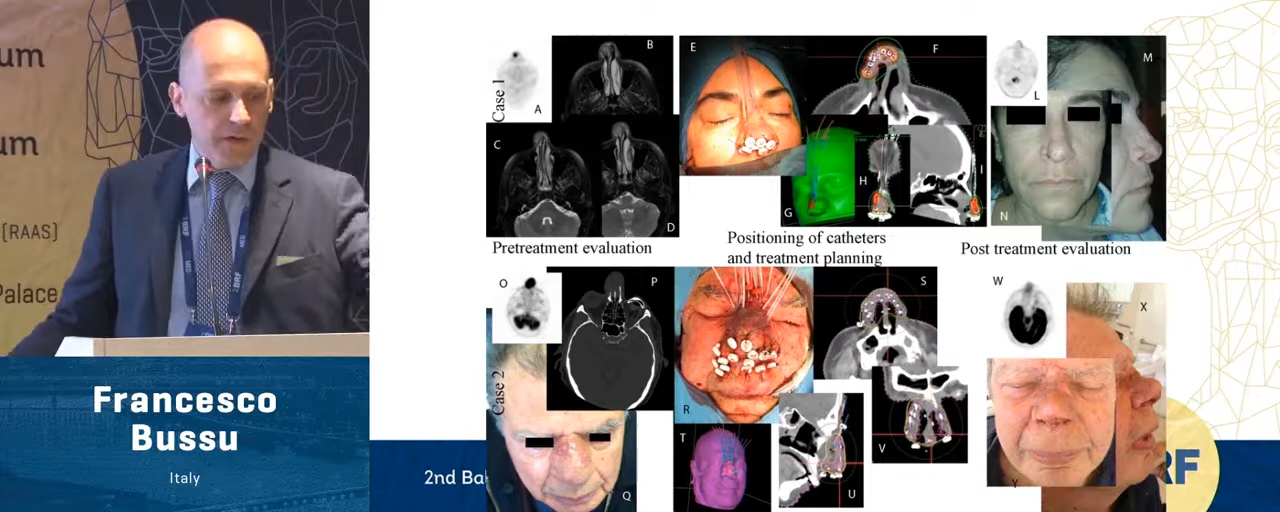 um
um
(RAAS)
Palace
Francesco
Bussu
Italy
Case 1
A
B
C
D
E
F
G
H
I
L
M
N
Pretreatment evaluation
Positioning of catheters
and treatment planning
Post treatment evaluation
Case 2
O
P
Q
R
S
T
U
V
W
X
Y
2nd Bal
RF